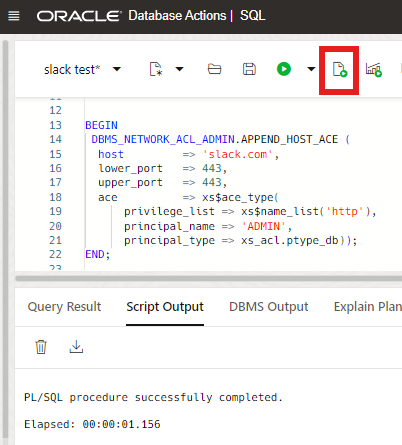 ORACLE Database Actions | SQL
slack test*
12
13 BEGIN
14 DBMS_NETWORK_ACL_ADMIN.APPEND_HOST_ACE (
15 host => 'slack.com',
16 lower_port => 443,
17 upper_port => 443,
18 ace => xs$ace_type(
19 privilege_list => xs$name_list('http'),
20 principal_name => 'ADMIN',
21 principal_type => xs_acl.ptype_db));
22 END;
Query Result Script Output DBMS Output Explain Plan
PL/SQL procedure successfully completed.
Elapsed: 00:00:01.156